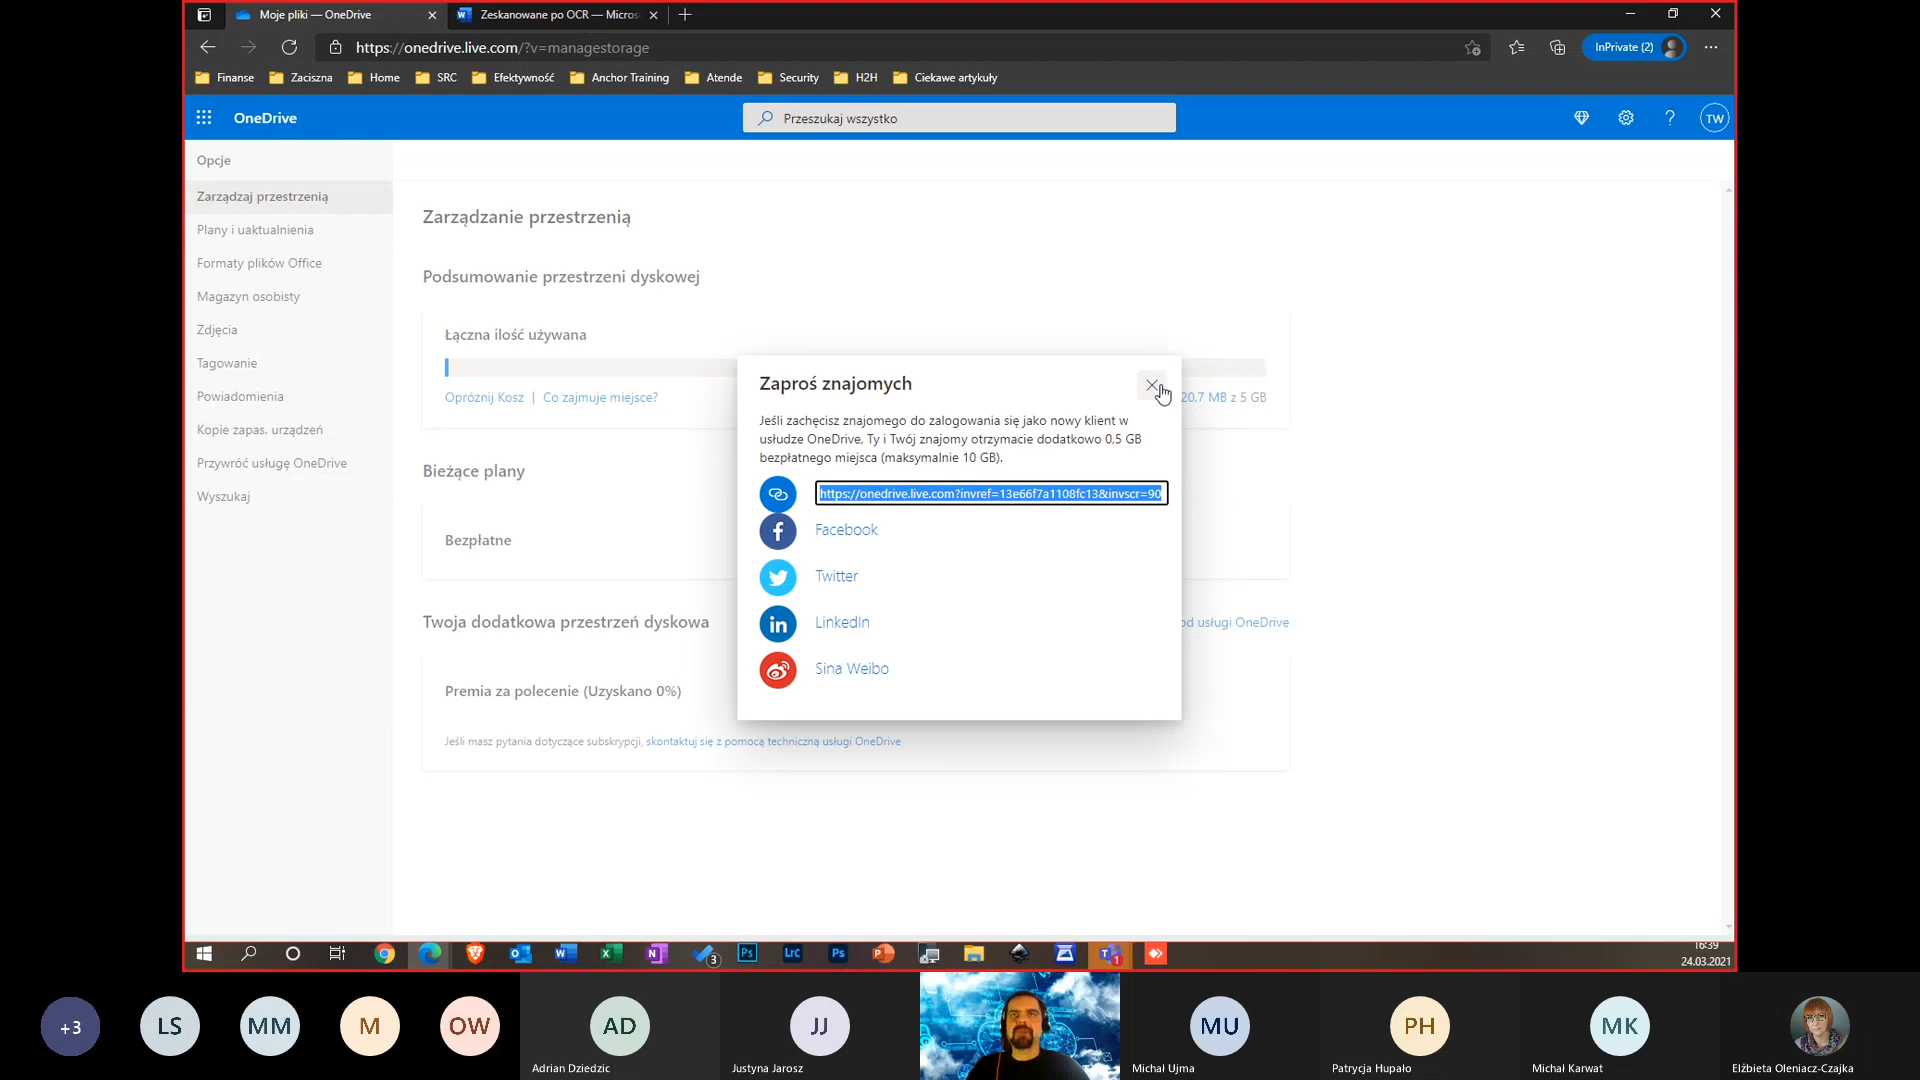 Moje pliki — OneDrive
Zeskanowane po OCR — Micros
https://onedrive.live.com/?v=managestorage
InPrivate (2)
Finanse
Zaciszna
Home
SRC
Efektywność
Anchor Training
Atende
Security
H2H
Ciekawe artykuły
OneDrive
Przeszukaj wszystko
TW
Opcje
Zarządzaj przestrzenią
Plany i uaktualnienia
Formaty plików Office
Magazyn osobisty
Zdjęcia
Tagowanie
Powiadomienia
Kopie zapas. urządzeń
Przywróć usługę OneDrive
Wyszukaj
Zarządzanie przestrzenią
Podsumowanie przestrzeni dyskowej
Łączna ilość używana
Opróżnij Kosz | Co zajmuje miejsce?
20,7 MB z 5 GB
Bieżące plany
Bezpłatne
Twoja dodatkowa przestrzeń dyskowa
od usługi OneDrive
Premia za polecenie (Uzyskano 0%)
Jeśli masz pytania dotyczące subskrypcji, skontaktuj się z pomocą techniczną usługi OneDrive
Zaproś znajomych
Jeśli zachęcisz znajomego do zalogowania się jako nowy klient w
usłudze OneDrive, Ty i Twój znajomy otrzymacie dodatkowo 0,5 GB
bezpłatnego miejsca (maksymalnie 10 GB).
https://onedrive.live.com?invref=13e66f7a1108fc13&invscr=90
Facebook
Twitter
LinkedIn
Sina Weibo
3
Ps
LrC
Ps
1
16:39
24.03.2021
+3
LS
MM
M
OW
AD
Adrian Dziedzic
JJ
Justyna Jarosz
MU
Michał Ujma
PH
Patrycja Hupało
MK
Michał Karwat
Elżbieta Oleniacz-Czajka